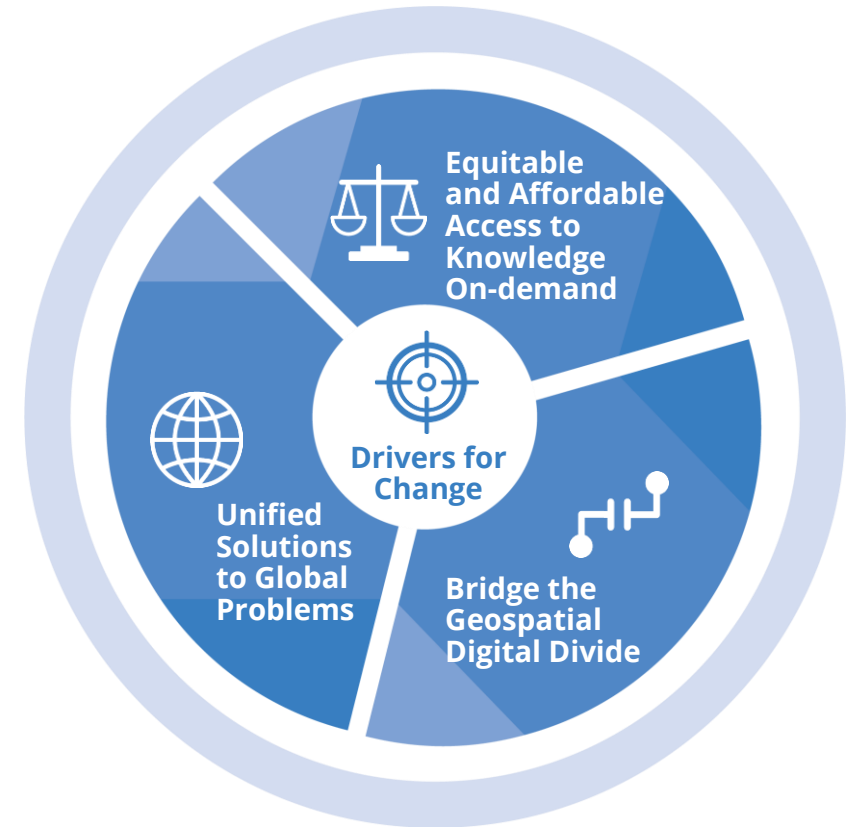 Equitable
and Affordable
Access to
Knowledge
On-demand
Drivers for
Change
Unified
Solutions
to Global
Problems
Bridge the
Geospatial
Digital Divide